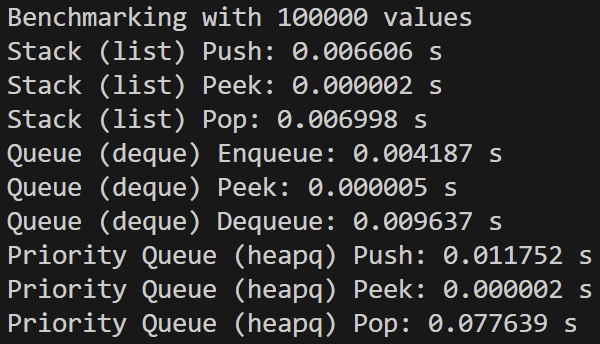 Benchmarking with 100000 values
Stack (list) Push: 0.006606 s
Stack (list) Peek: 0.000002 s
Stack (list) Pop: 0.006998 s
Queue (deque) Enqueue: 0.004187 s
Queue (deque) Peek: 0.000005 s
Queue (deque) Dequeue: 0.009637 s
Priority Queue (heapq) Push: 0.011752 s
Priority Queue (heapq) Peek: 0.000002 s
Priority Queue (heapq) Pop: 0.077639 s